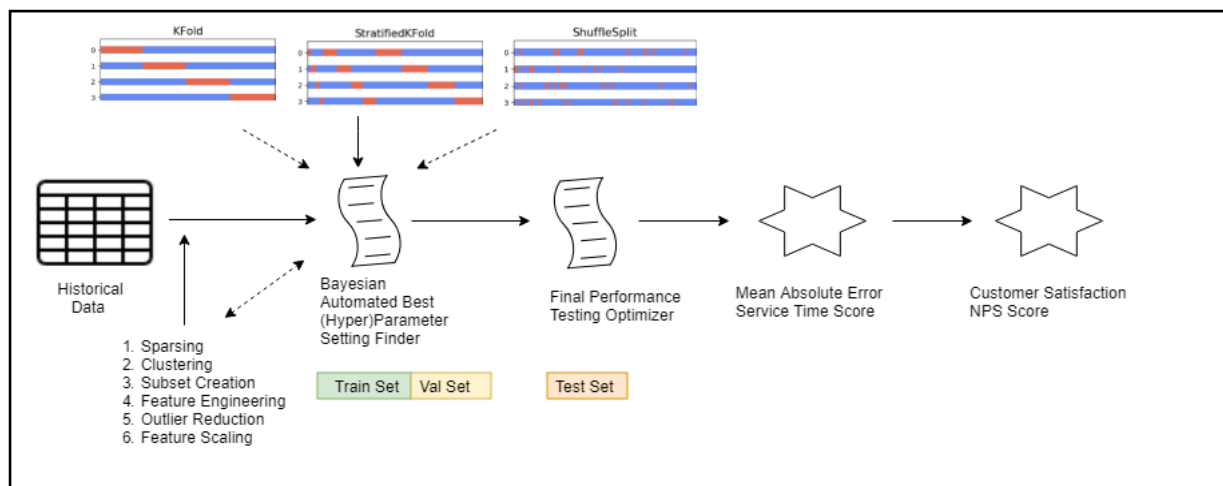 KFold
0
1
2
3
StratifiedKFold
0
1
2
3
ShuffleSplit
0
1
2
3
Historical
Data
1. Sparsing
2. Clustering
3. Subset Creation
4. Feature Engineering
5. Outlier Reduction
6. Feature Scaling
Bayesian
Automated Best
(Hyper)Parameter
Setting Finder
Train Set
Val Set
Final Performance
Testing Optimizer
Test Set
Mean Absolute Error
Service Time Score
Customer Satisfaction
NPS Score